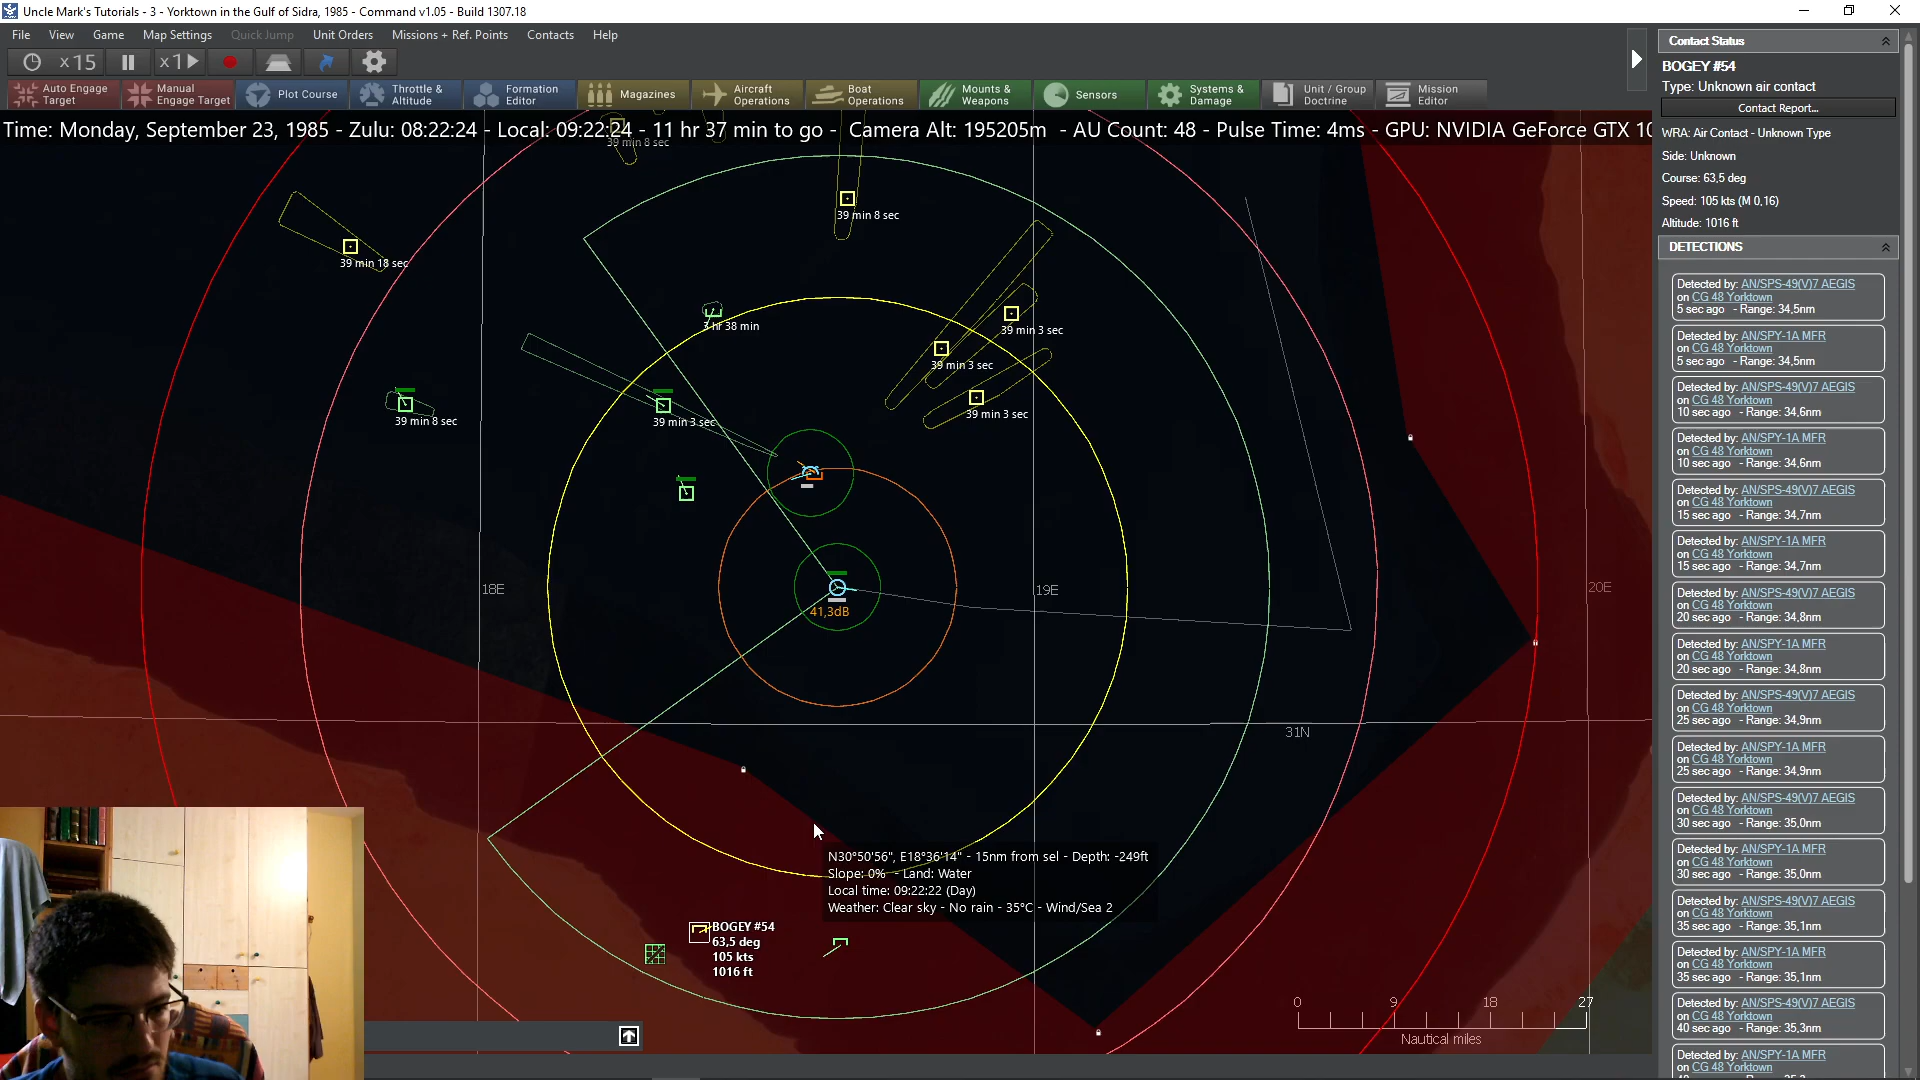 Uncle Mark's Tutorials - 3 - Yorktown in the Gulf of Sidra, 1985 - Command v1.05 - Build 1307.18
File View Game Map Settings Quick Jump Unit Orders Missions + Ref. Points Contacts Help
x 15 x1
Auto Engage Target
Manual Engage Target
Plot Course
Throttle & Altitude
Formation Editor
Magazines
Aircraft Operations
Boat Operations
Mounts & Weapons
Sensors
Systems & Damage
Unit / Group Doctrine
Mission Editor
Time: Monday, September 23, 1985 - Zulu: 08:22:24 - Local: 09:22:24 - 11 hr 37 min to go - Camera Alt: 195205m - AU Count: 48 - Pulse Time: 4ms - GPU: NVIDIA GeForce GTX 10
39 min 8 sec
39 min 8 sec
39 min 18 sec
3 hr 38 min
39 min 3 sec
39 min 3 sec
39 min 8 sec
39 min 3 sec
39 min 3 sec
18E
19E
20E
41,3dB
31N
N30°50'56", E18°36'14" - 15nm from sel - Depth: -249ft
Slope: 0% - Land: Water
Local time: 09:22:22 (Day)
Weather: Clear sky - No rain - 35°C - Wind/Sea 2
BOGEY #54
63,5 deg
105 kts
1016 ft
0 9 18 27
Nautical miles
Contact Status
BOGEY #54
Type: Unknown air contact
Contact Report...
WRA: Air Contact - Unknown Type
Side: Unknown
Course: 63,5 deg
Speed: 105 kts (M 0,16)
Altitude: 1016 ft
DETECTIONS
Detected by: AN/SPS-49(V)7 AEGIS
on CG 48 Yorktown
5 sec ago - Range: 34,5nm
Detected by: AN/SPY-1A MFR
on CG 48 Yorktown
5 sec ago - Range: 34,5nm
Detected by: AN/SPS-49(V)7 AEGIS
on CG 48 Yorktown
10 sec ago - Range: 34,6nm
Detected by: AN/SPY-1A MFR
on CG 48 Yorktown
10 sec ago - Range: 34,6nm
Detected by: AN/SPS-49(V)7 AEGIS
on CG 48 Yorktown
15 sec ago - Range: 34,7nm
Detected by: AN/SPY-1A MFR
on CG 48 Yorktown
15 sec ago - Range: 34,7nm
Detected by: AN/SPS-49(V)7 AEGIS
on CG 48 Yorktown
20 sec ago - Range: 34,8nm
Detected by: AN/SPY-1A MFR
on CG 48 Yorktown
20 sec ago - Range: 34,8nm
Detected by: AN/SPS-49(V)7 AEGIS
on CG 48 Yorktown
25 sec ago - Range: 34,9nm
Detected by: AN/SPY-1A MFR
on CG 48 Yorktown
25 sec ago - Range: 34,9nm
Detected by: AN/SPS-49(V)7 AEGIS
on CG 48 Yorktown
30 sec ago - Range: 35,0nm
Detected by: AN/SPY-1A MFR
on CG 48 Yorktown
30 sec ago - Range: 35,0nm
Detected by: AN/SPS-49(V)7 AEGIS
on CG 48 Yorktown
35 sec ago - Range: 35,1nm
Detected by: AN/SPY-1A MFR
on CG 48 Yorktown
35 sec ago - Range: 35,1nm
Detected by: AN/SPS-49(V)7 AEGIS
on CG 48 Yorktown
40 sec ago - Range: 35,3nm
Detected by: AN/SPY-1A MFR
on CG 48 Yorktown